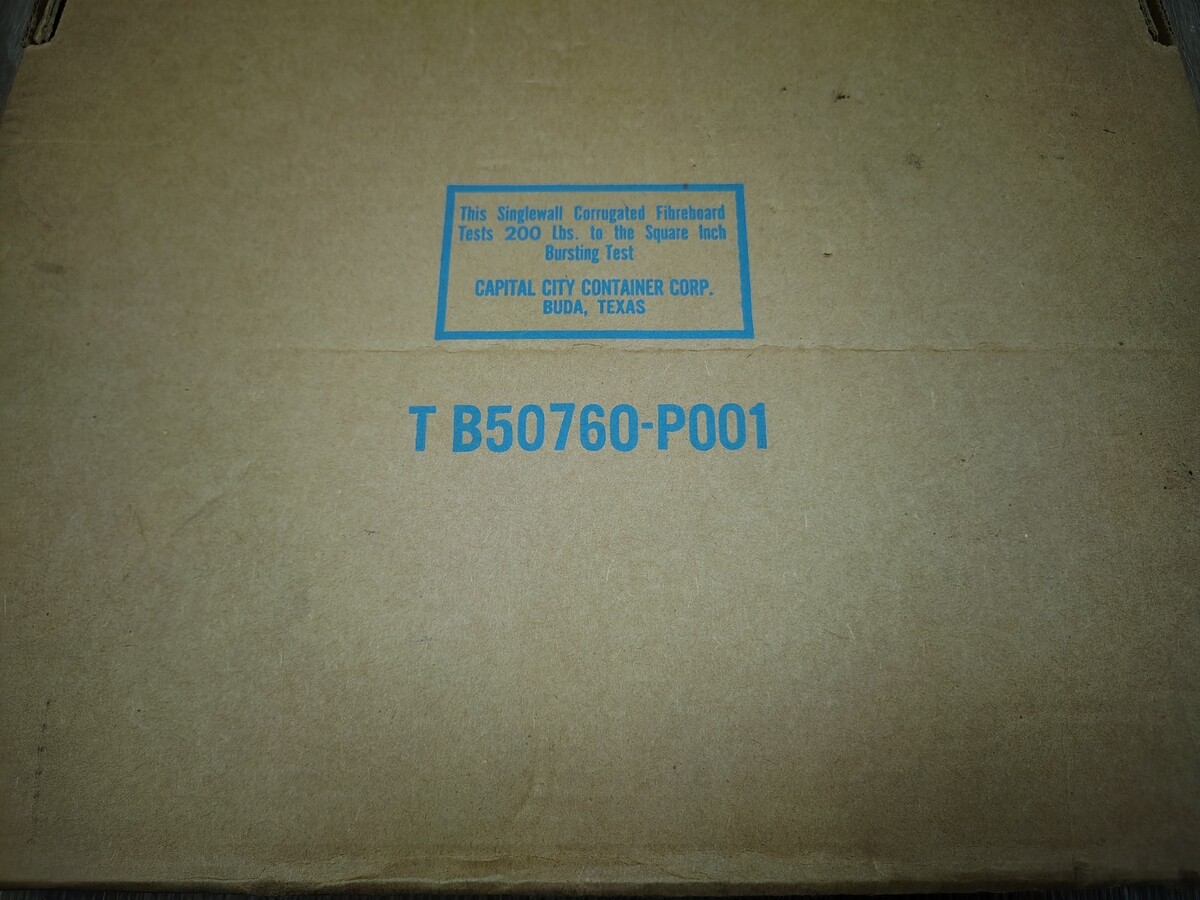 This Singlewall Corrugated Fibreboard
Tests 200 Lbs. to the Square Inch
Bursting Test
CAPITAL CITY CONTAINER CORP.
BUDA, TEXAS
T B50760-P001